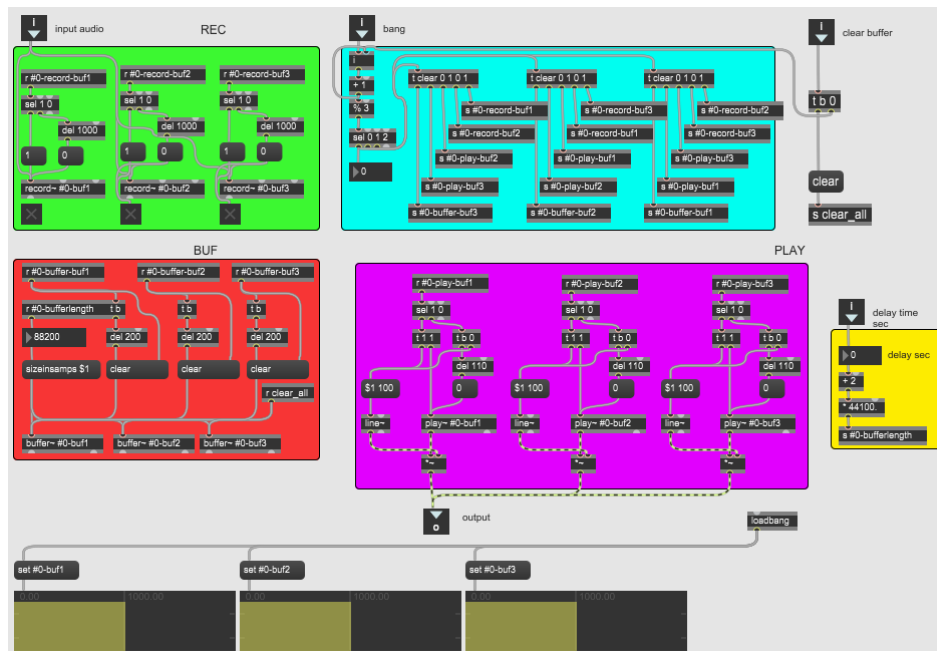 i
input audio
REC
r #0-record-buf1
r #0-record-buf2
r #0-record-buf3
sel 1 0
sel 1 0
sel 1 0
del 1000
del 1000
del 1000
1
0
1
0
1
0
record~ #0-buf1
record~ #0-buf2
record~ #0-buf3
i
bang
i
+ 1
% 3
sel 0 1 2
0
t clear 0 1 0 1
t clear 0 1 0 1
t clear 0 1 0 1
s #0-record-buf1
s #0-record-buf3
s #0-record-buf2
s #0-record-buf2
s #0-record-buf1
s #0-record-buf3
s #0-play-buf2
s #0-play-buf1
s #0-play-buf3
s #0-play-buf3
s #0-play-buf2
s #0-play-buf1
s #0-buffer-buf3
s #0-buffer-buf2
s #0-buffer-buf1
i
clear buffer
t b 0
clear
s clear_all
BUF
r #0-buffer-buf1
r #0-buffer-buf2
r #0-buffer-buf3
r #0-bufferlength
t b
t b
t b
88200
del 200
del 200
del 200
sizeinsamps $1
clear
clear
clear
r clear_all
buffer~ #0-buf1
buffer~ #0-buf2
buffer~ #0-buf3
PLAY
r #0-play-buf1
r #0-play-buf2
r #0-play-buf3
sel 1 0
sel 1 0
sel 1 0
t 1 1
t b 0
t 1 1
t b 0
t 1 1
t b 0
del 110
del 110
del 110
$1 100
0
$1 100
0
$1 100
0
line~
play~ #0-buf1
line~
play~ #0-buf2
line~
play~ #0-buf3
*~
*~
*~
o
output
i
delay time
sec
0
delay sec
+ 2
* 44100.
s #0-bufferlength
loadbang
set #0-buf1
set #0-buf2
set #0-buf3
0.00
1000.00
0.00
1000.00
0.00
1000.00